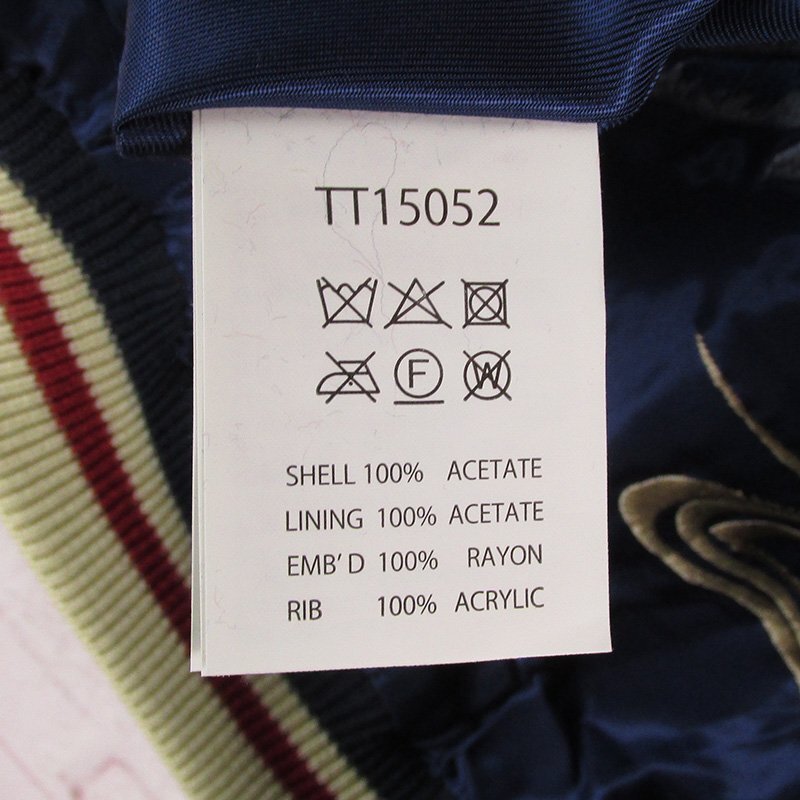 TT15052
F W
SHELL 100% ACETATE
LINING 100% ACETATE
EMB'D 100% RAYON
RIB 100% ACRYLIC